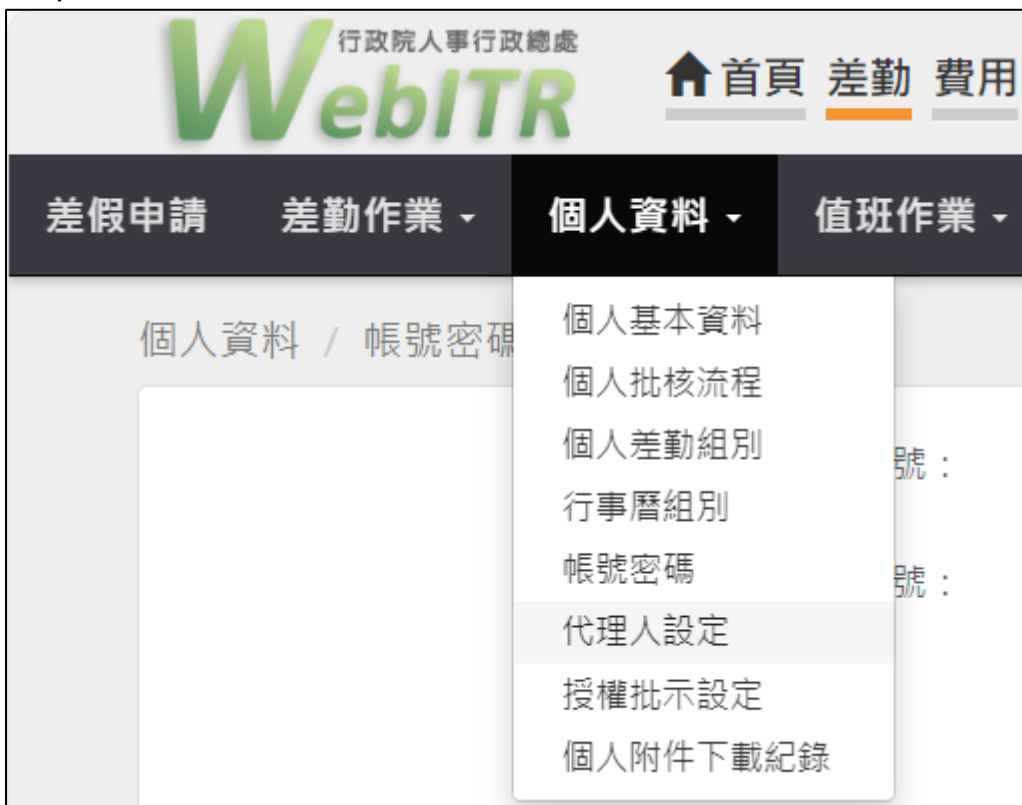 行政院人事行政總處
WebITR
首頁 差勤 費用
差假申請 差勤作業 個人資料 值班作業
個人資料 / 帳號密碼
個人基本資料
個人批核流程
個人差勤組別
號：
行事曆組別
帳號密碼
號：
代理人設定
授權批示設定
個人附件下載紀錄